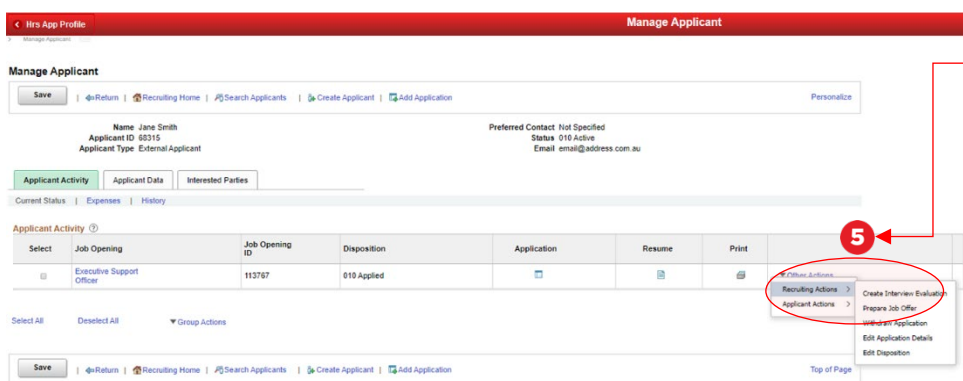 Hrs App Profile
Manage Applicant
> Manage Applicant
Manage Applicant
Save | Return | Recruiting Home | Search Applicants | Create Applicant | Add Application Personalize
Name Jane Smith Preferred Contact Not Specified
Applicant ID 68315 Status 010 Active
Applicant Type External Applicant Email email@address.com.au
Applicant Activity Applicant Data Interested Parties
Current Status | Expenses | History
Applicant Activity
5
Select Job Opening Job Opening ID Disposition Application Resume Print
Executive Support Officer 113767 010 Applied Other Actions
Recruiting Actions >
Applicant Actions >
Create Interview Evaluation
Prepare Job Offer
Withdraw Application
Edit Application Details
Edit Disposition
Select All Deselect All Group Actions
Save | Return | Recruiting Home | Search Applicants | Create Applicant | Add Application Top of Page